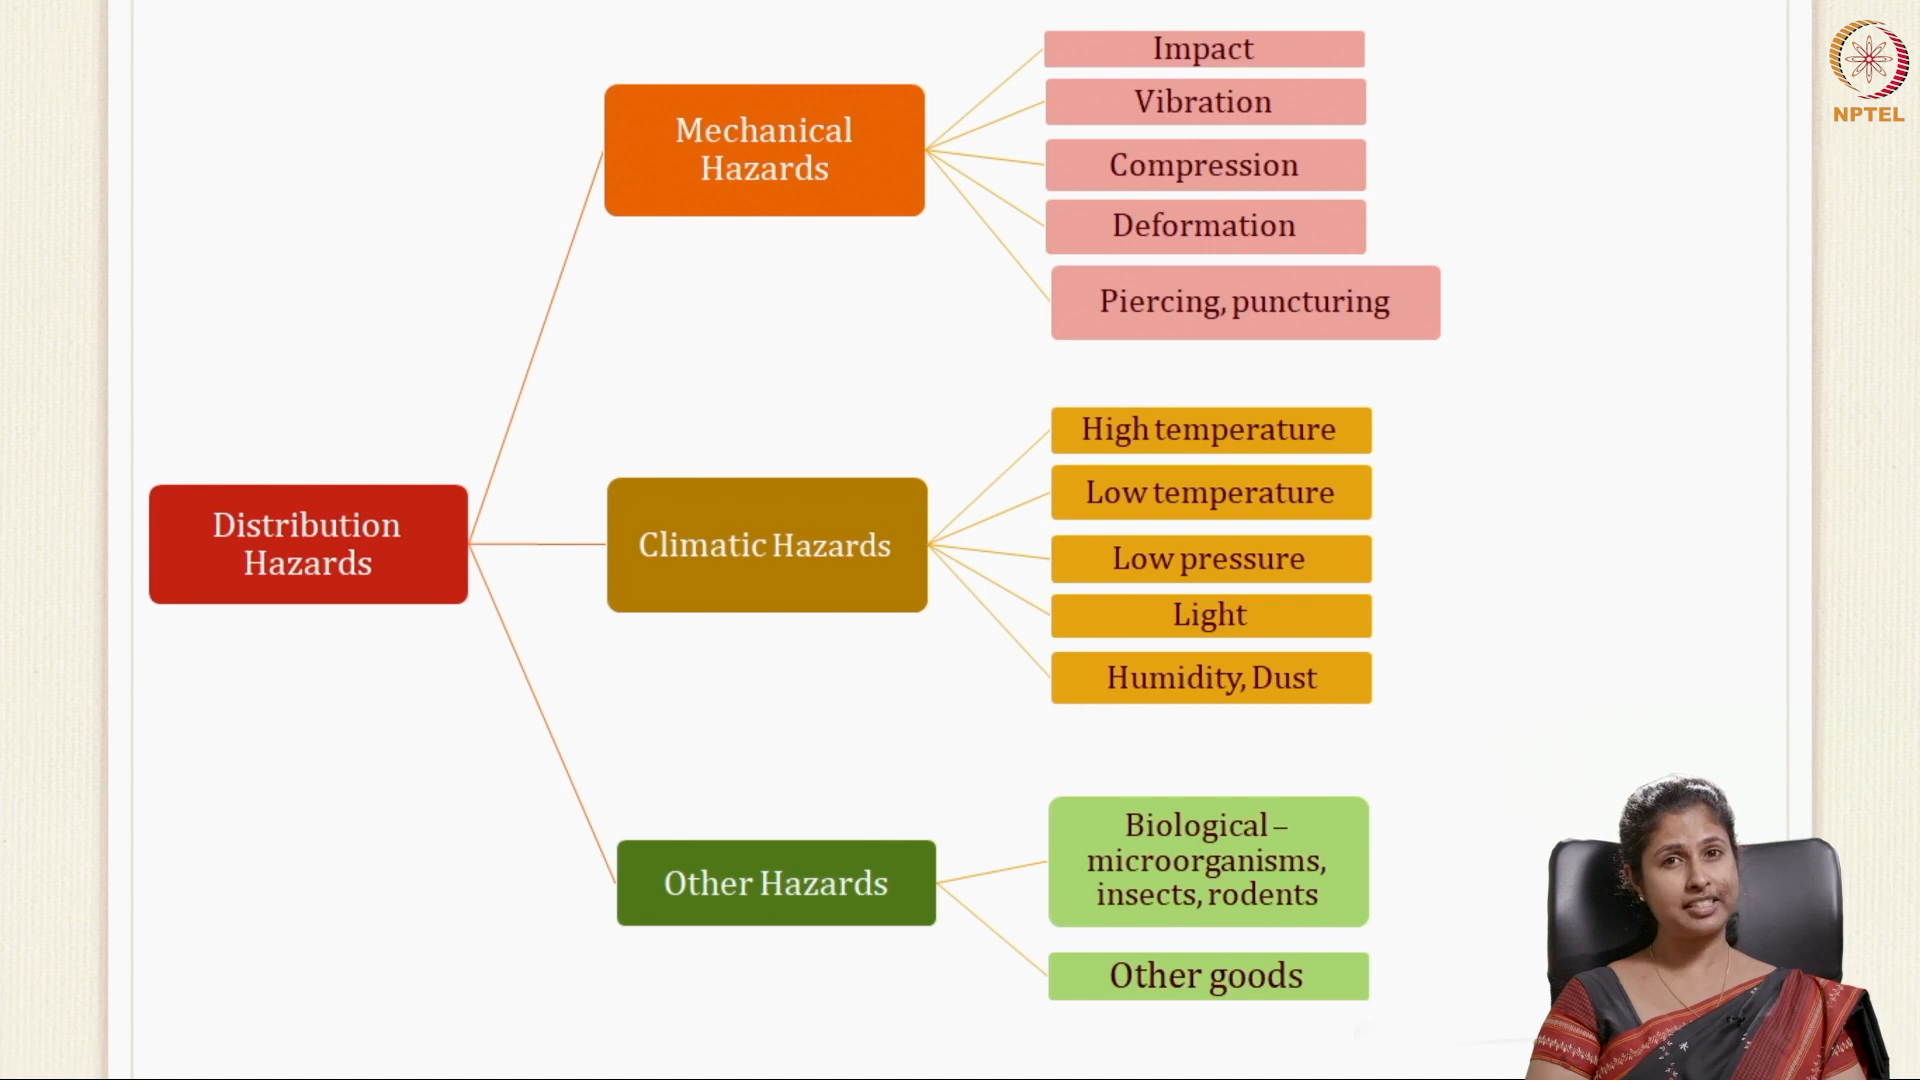 Distribution
Hazards
Mechanical
Hazards
Impact
Vibration
Compression
Deformation
Piercing, puncturing
Climatic Hazards
High temperature
Low temperature
Low pressure
Light
Humidity, Dust
Other Hazards
Biological –
microorganisms,
insects, rodents
Other goods
NPTEL